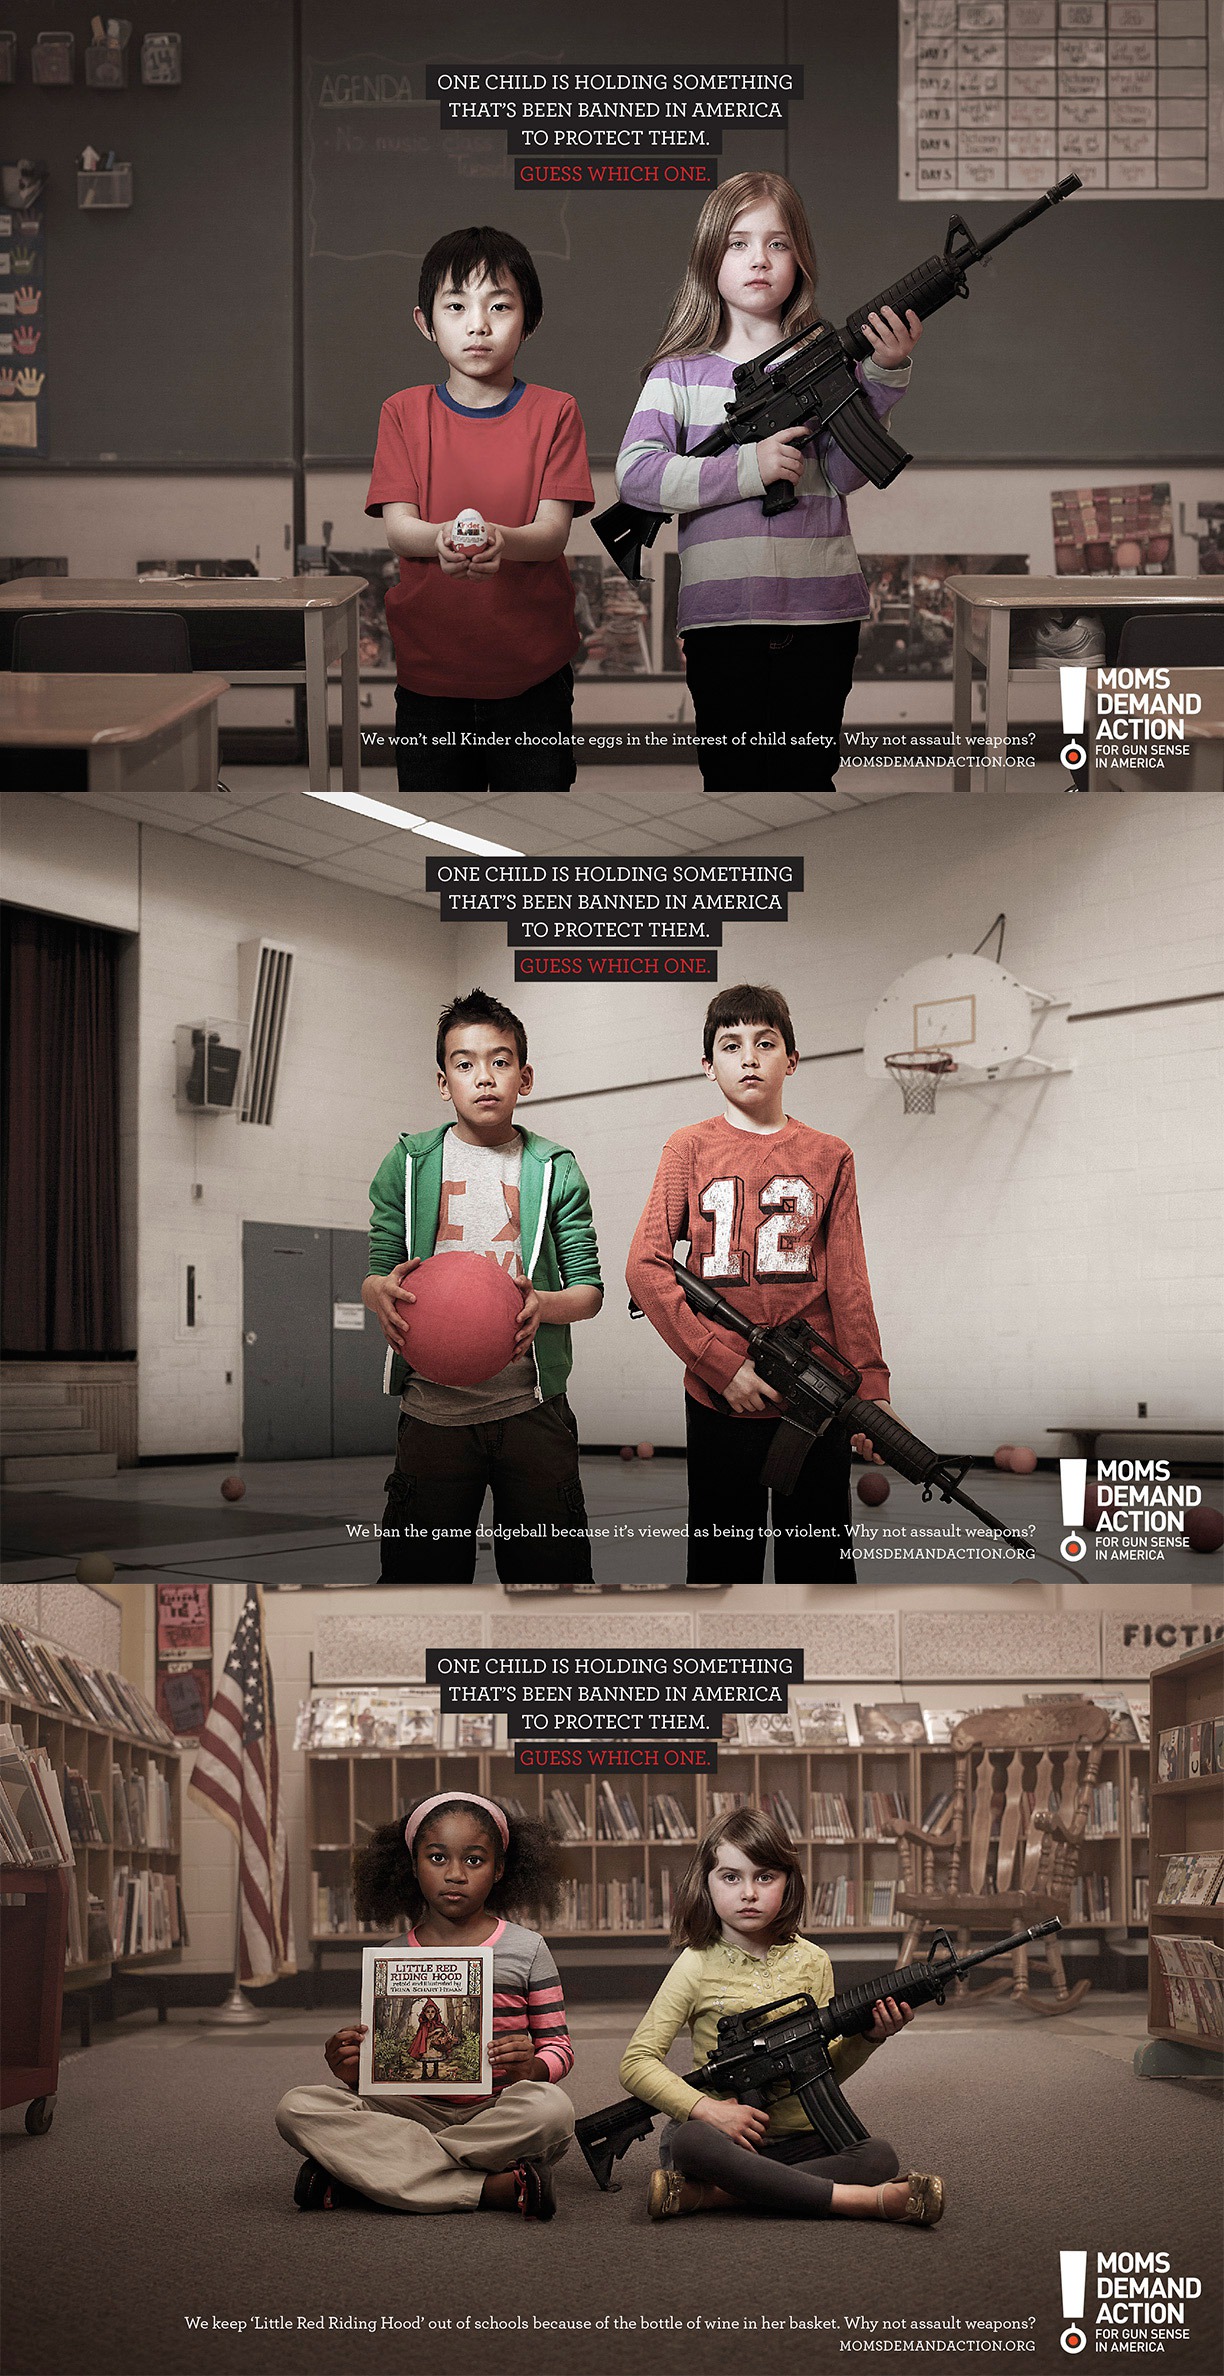 AGENDA
ONE CHILD IS HOLDING SOMETHING
THAT'S BEEN BANNED IN AMERICA
TO PROTECT THEM.
GUESS WHICH ONE.
DAY 1
DAY 2
DAY 3
DAY 4
DAY 5
Kinder
We won't sell Kinder chocolate eggs in the interest of child safety. Why not assault weapons?
MOMSDEMANDACTION.ORG
MOMS
DEMAND
ACTION
FOR GUN SENSE
IN AMERICA
ONE CHILD IS HOLDING SOMETHING
THAT'S BEEN BANNED IN AMERICA
TO PROTECT THEM.
GUESS WHICH ONE.
12
We ban the game dodgeball because it's viewed as being too violent. Why not assault weapons?
MOMSDEMANDACTION.ORG
MOMS
DEMAND
ACTION
FOR GUN SENSE
IN AMERICA
FICTI
ONE CHILD IS HOLDING SOMETHING
THAT'S BEEN BANNED IN AMERICA
TO PROTECT THEM.
GUESS WHICH ONE.
LITTLE RED
RIDING HOOD
retold and illustrated by
TRINA SCHART HYMAN
We keep 'Little Red Riding Hood' out of schools because of the bottle of wine in her basket. Why not assault weapons?
MOMSDEMANDACTION.ORG
MOMS
DEMAND
ACTION
FOR GUN SENSE
IN AMERICA